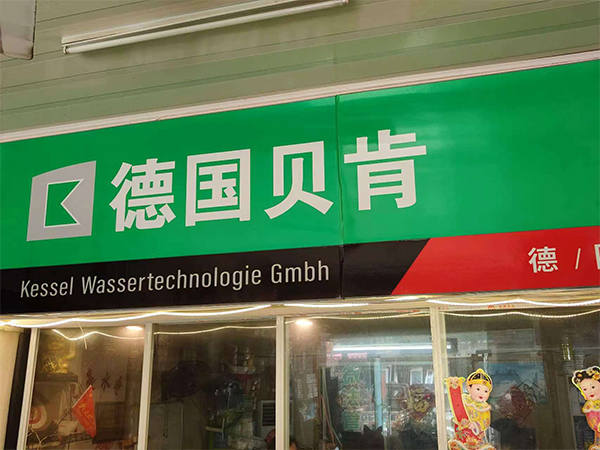 德国贝肯
Kessel Wassertechnologie Gmbh
德 /